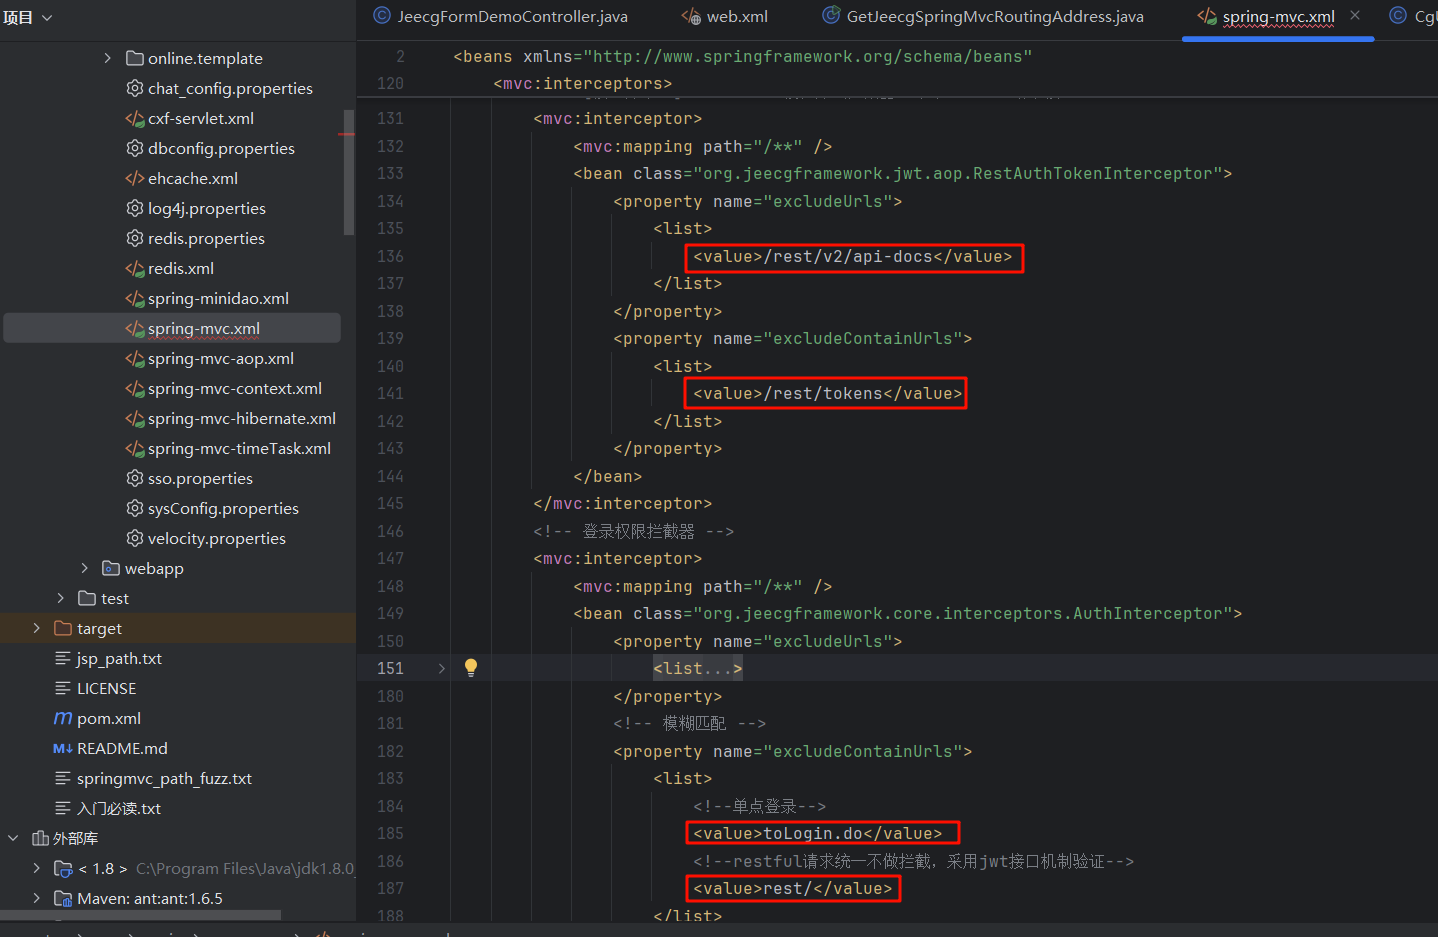 项目
JeecgFormDemoController.java
web.xml
GetJeecgSpringMvcRoutingAddress.java
spring-mvc.xml
online.template
chat_config.properties
cxf-servlet.xml
dbconfig.properties
ehcache.xml
log4j.properties
redis.properties
redis.xml
spring-minidao.xml
spring-mvc.xml
spring-mvc-aop.xml
spring-mvc-context.xml
spring-mvc-hibernate.xml
spring-mvc-timeTask.xml
sso.properties
sysConfig.properties
velocity.properties
webapp
test
target
jsp_path.txt
LICENSE
pom.xml
README.md
springmvc_path_fuzz.txt
入门必读.txt
外部库
< 1.8 > C:\Program Files\Java\jdk1.8.0_
Maven: ant:ant:1.6.5
2 <beans xmlns="http://www.springframework.org/schema/beans"
120 <mvc:interceptors>
131 <mvc:interceptor>
132 <mvc:mapping path="/**" />
133 <bean class="org.jeecgframework.jwt.aop.RestAuthTokenInterceptor">
134 <property name="excludeUrls">
135 <list>
136 <value>/rest/v2/api-docs</value>
137 </list>
138 </property>
139 <property name="excludeContainUrls">
140 <list>
141 <value>/rest/tokens</value>
142 </list>
143 </property>
144 </bean>
145 </mvc:interceptor>
146 <!-- 登录权限拦截器 -->
147 <mvc:interceptor>
148 <mvc:mapping path="/**" />
149 <bean class="org.jeecgframework.core.interceptors.AuthInterceptor">
150 <property name="excludeUrls">
151 <list...>
180 </property>
181 <!-- 模糊匹配 -->
182 <property name="excludeContainUrls">
183 <list>
184 <!--单点登录-->
185 <value>toLogin.do</value>
186 <!--restful请求统一不做拦截，采用jwt接口机制验证-->
187 <value>rest/</value>
188 </list>